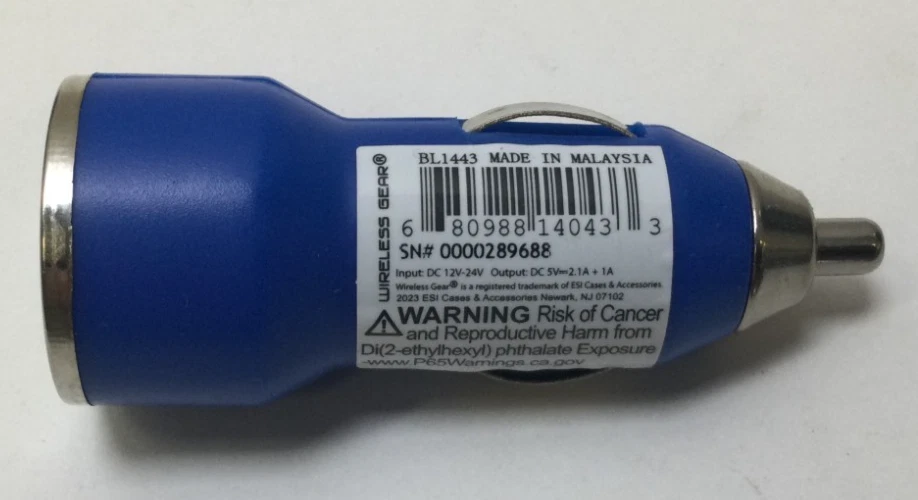 WIRELESS GEAR®
BL1443 MADE IN MALAYSIA
6 80988 14043 3
SN# 0000289688
Input: DC 12V-24V Output: DC 5V⎓2.1A + 1A
Wireless Gear® is a registered trademark of ESI Cases & Accessories
2023 ESI Cases & Accessories Newark, NJ 07102
⚠WARNING Risk of Cancer
and Reproductive Harm from
Di(2-ethylhexyl) phthalate Exposure
-www.P65Warnings.ca.gov